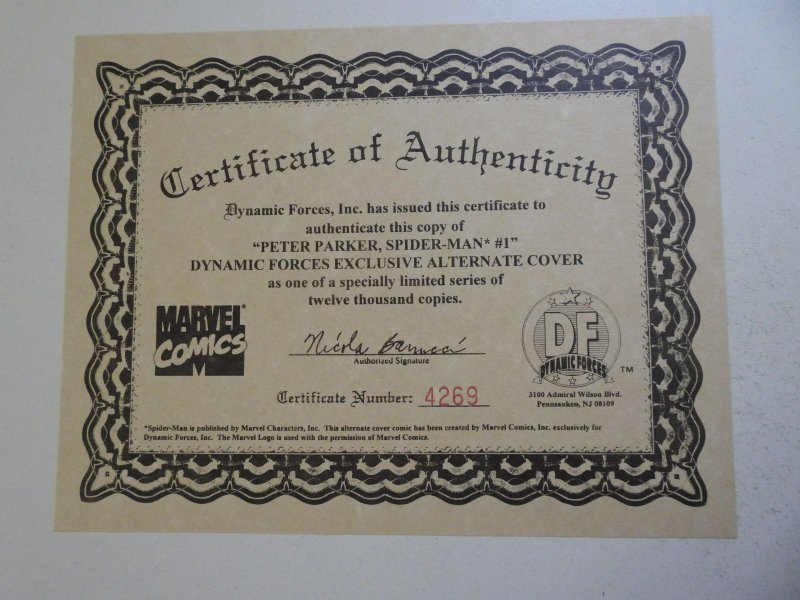 Certificate of Authenticity
Dynamic Forces, Inc. has issued this certificate to
authenticate this copy of
“PETER PARKER, SPIDER-MAN* #1”
DYNAMIC FORCES EXCLUSIVE ALTERNATE COVER
as one of a specially limited series of
twelve thousand copies.
MARVEL
COMICS
M
Nicola
Authorized Signature
DF
DYNAMIC FORCES
TM
Certificate Number: 4269
3100 Admiral Wilson Blvd.
Pennsauken, NJ 08109
*Spider-Man is published by Marvel Characters, Inc. This alternate cover comic has been created by Marvel Comics, Inc. exclusively for
Dynamic Forces, Inc. The Marvel Logo is used with the permission of Marvel Comics.